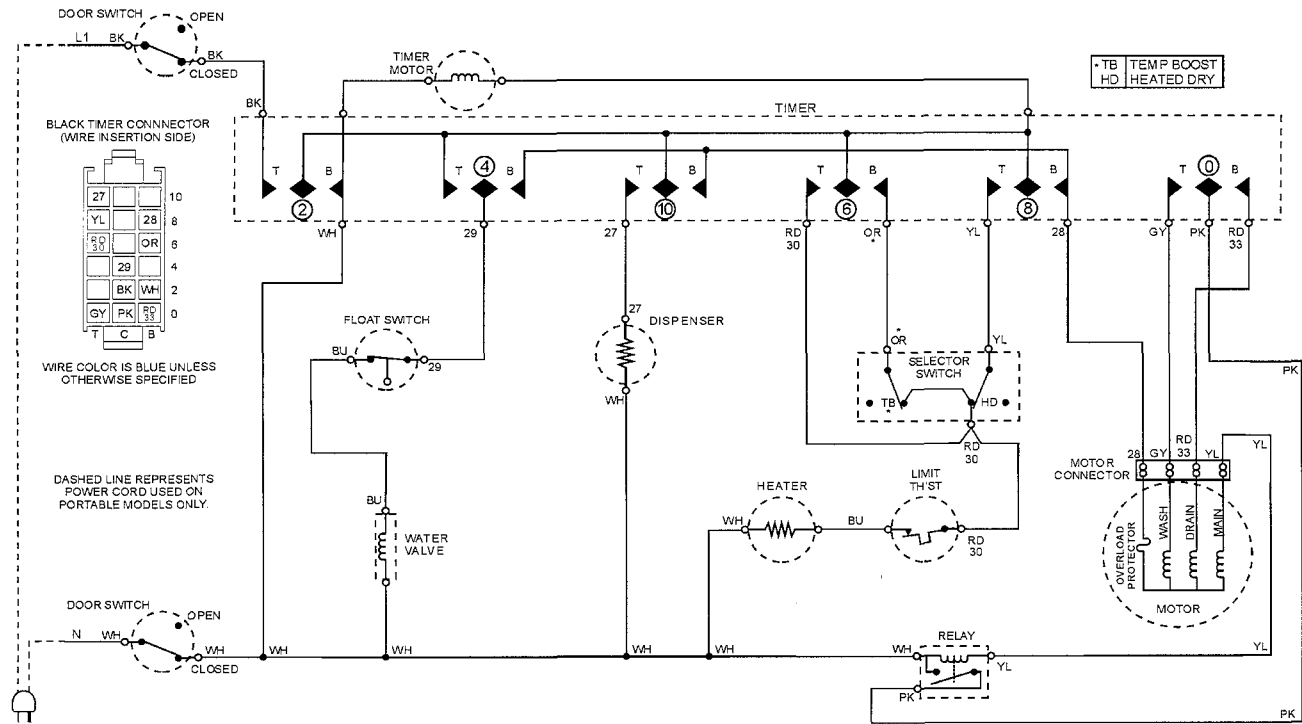 DOOR SWITCH
OPEN
L1
BK
BK
CLOSED
TIMER
MOTOR
* TB TEMP BOOST
HD HEATED DRY
BK
TIMER
BLACK TIMER CONNNECTOR
(WIRE INSERTION SIDE)
27
10
YL
28
8
RD
30
OR
6
29
4
BK
WH
2
GY
PK
RD
33
0
T
C
B
WIRE COLOR IS BLUE UNLESS
OTHERWISE SPECIFIED
T
2
B
T
4
B
T
10
B
T
6
B
T
8
B
T
0
B
WH
29
27
RD
30
OR
*
YL
28
GY
PK
RD
33
FLOAT SWITCH
BU
29
27
DISPENSER
WH
*
OR
YL
SELECTOR
SWITCH
TB
*
HD
RD
30
PK
DASHED LINE REPRESENTS
POWER CORD USED ON
PORTABLE MODELS ONLY.
BU
WATER
VALVE
HEATER
WH
BU
LIMIT
TH'ST
RD
30
MOTOR
CONNECTOR
28
GY
RD
33
YL
YL
OVERLOAD
PROTECTOR
WASH
DRAIN
MAIN
MOTOR
DOOR SWITCH
OPEN
N
WH
WH
CLOSED
WH
WH
WH
WH
WH
RELAY
YL
YL
PK
PK